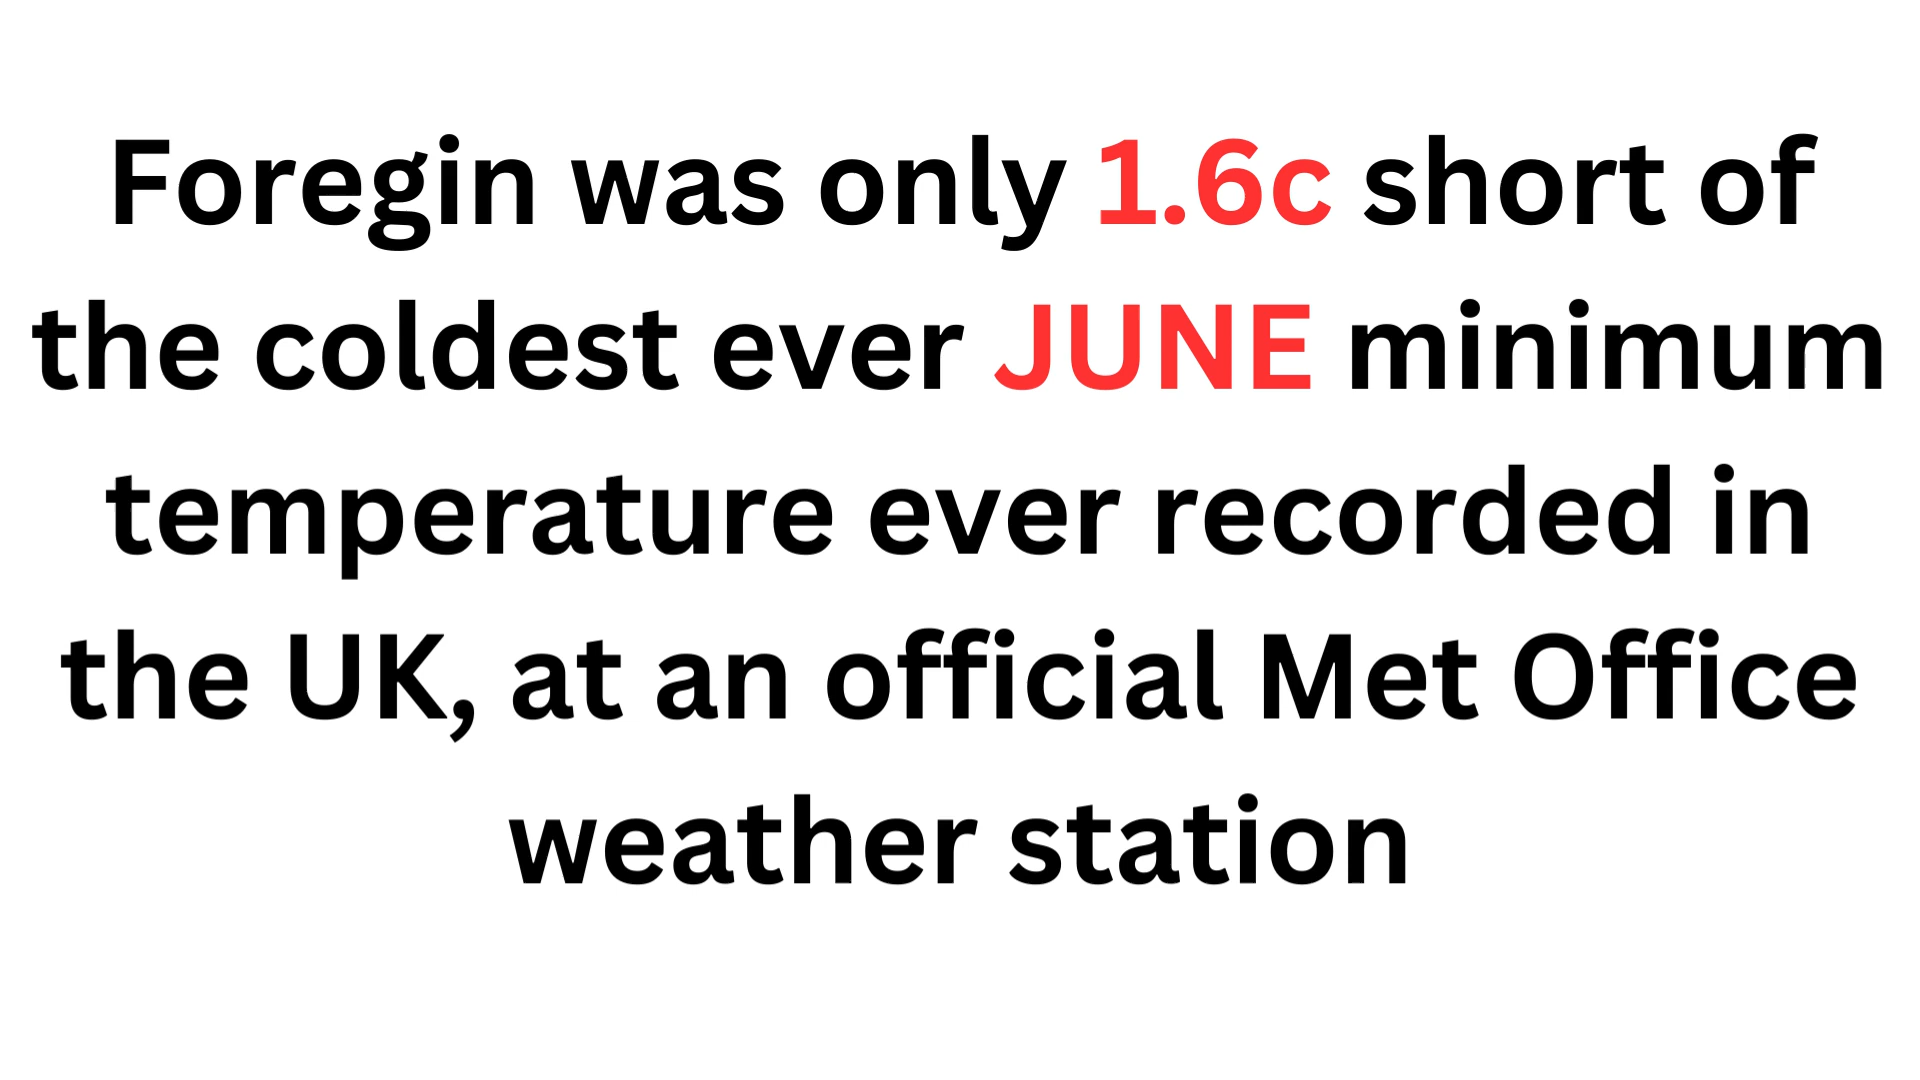 Foregin was only 1.6c short of
the coldest ever JUNE minimum
temperature ever recorded in
the UK, at an official Met Office
weather station